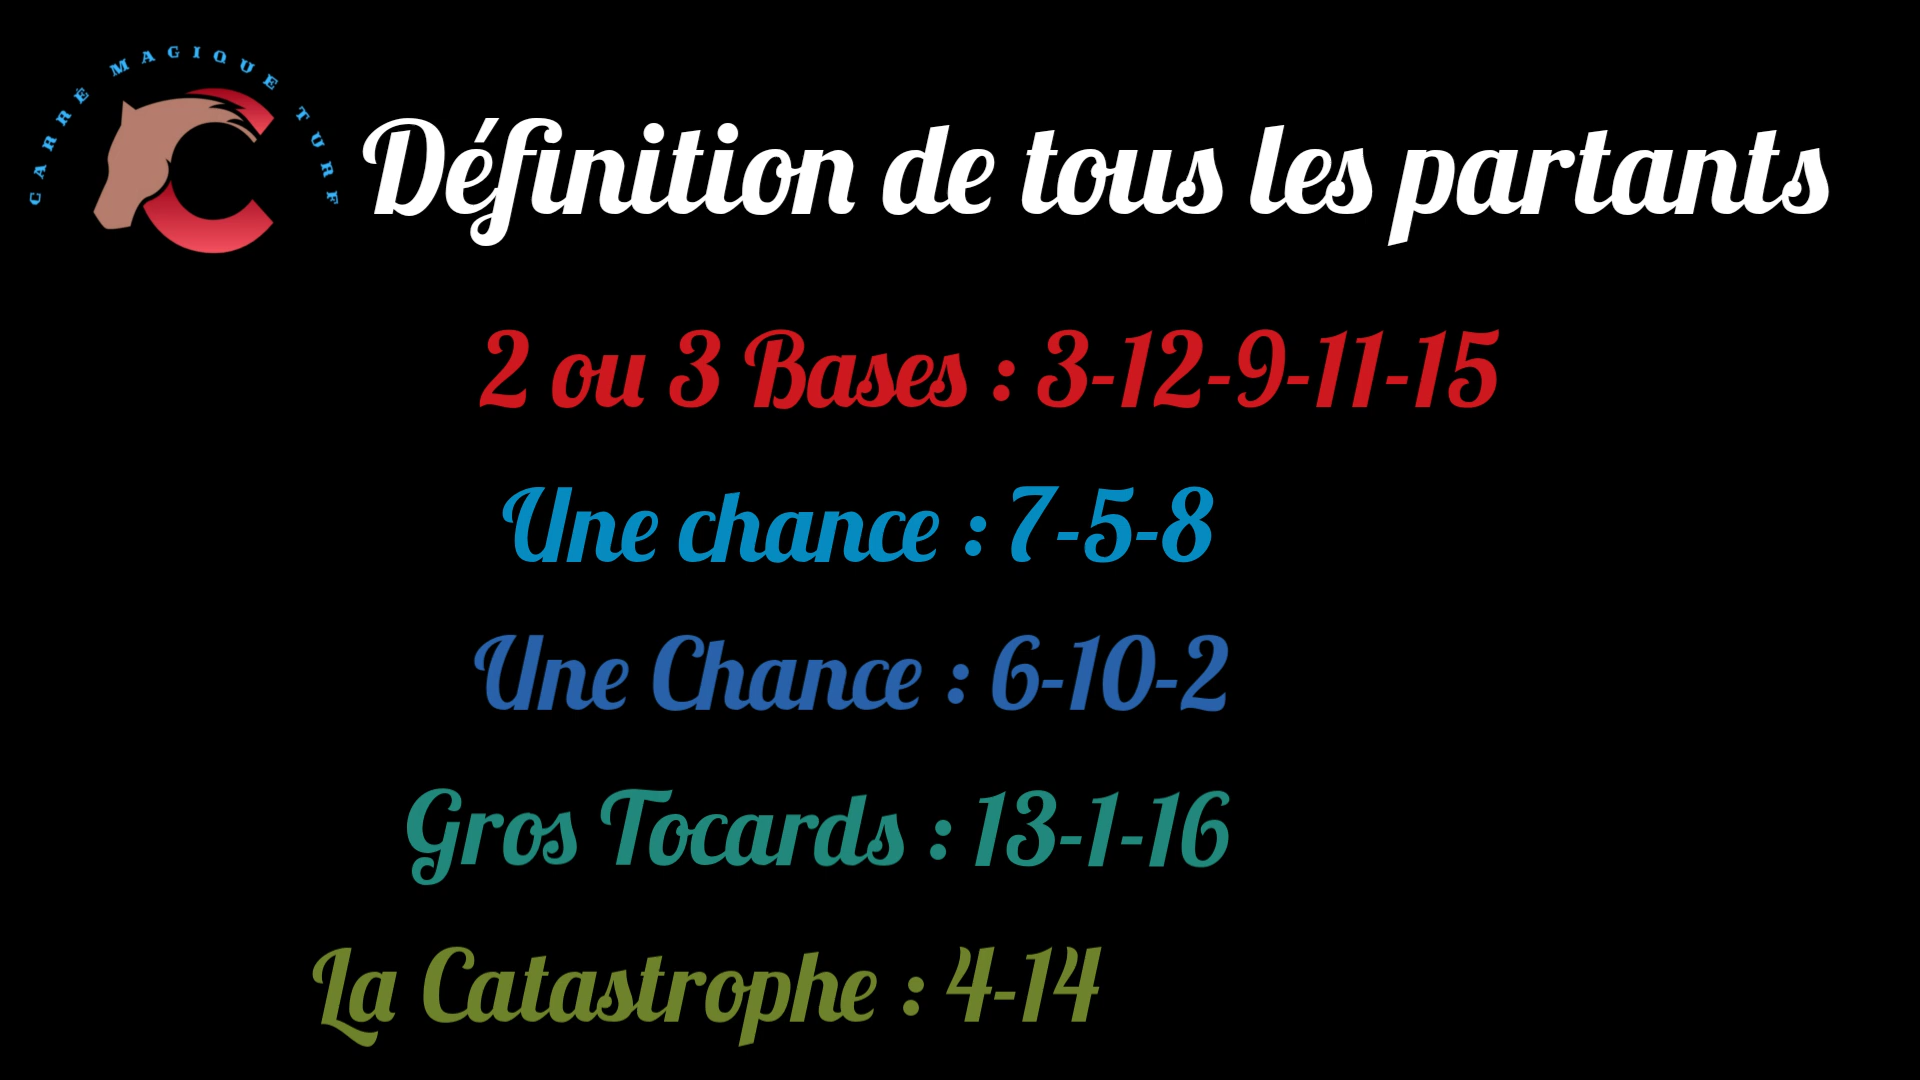 CARRÉ MAGIQUE TURF
Définition de tous les partants
2 ou 3 Bases : 3-12-9-11-15
Une chance : 7-5-8
Une Chance : 6-10-2
Gros Tocards : 13-1-16
La Catastrophe : 4-14